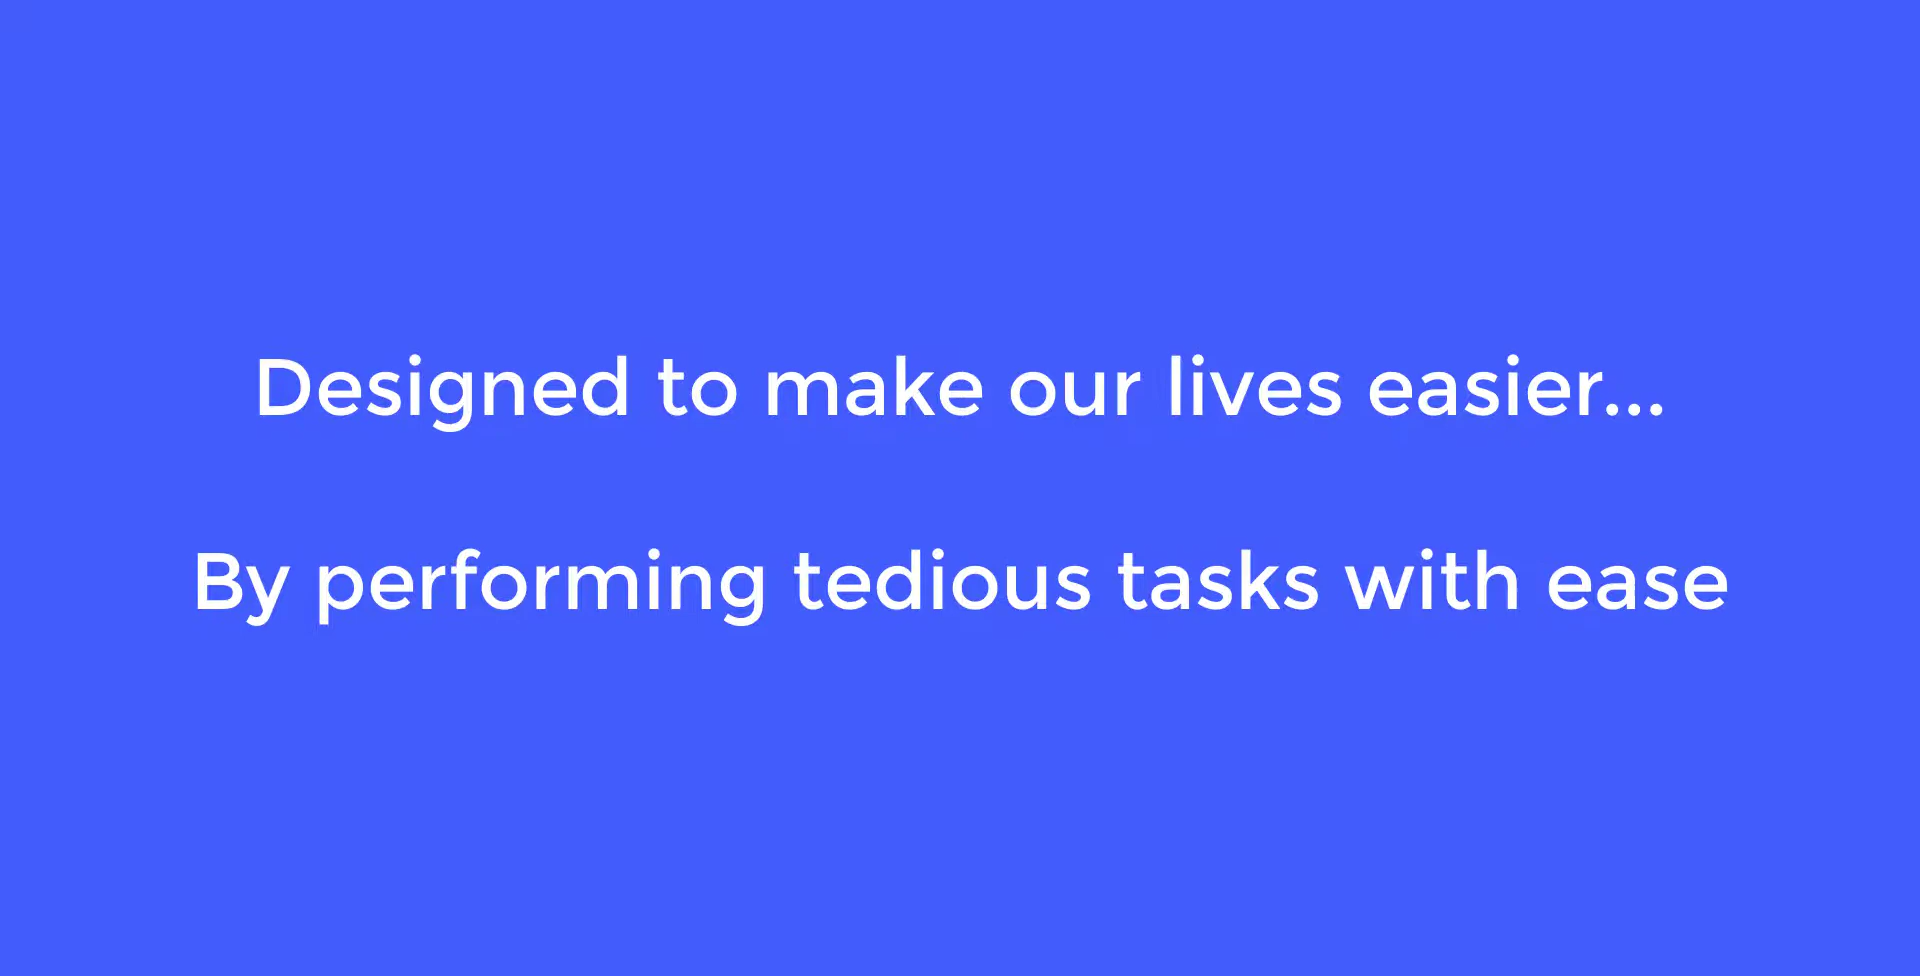 Designed to make our lives easier...
By performing tedious tasks with ease